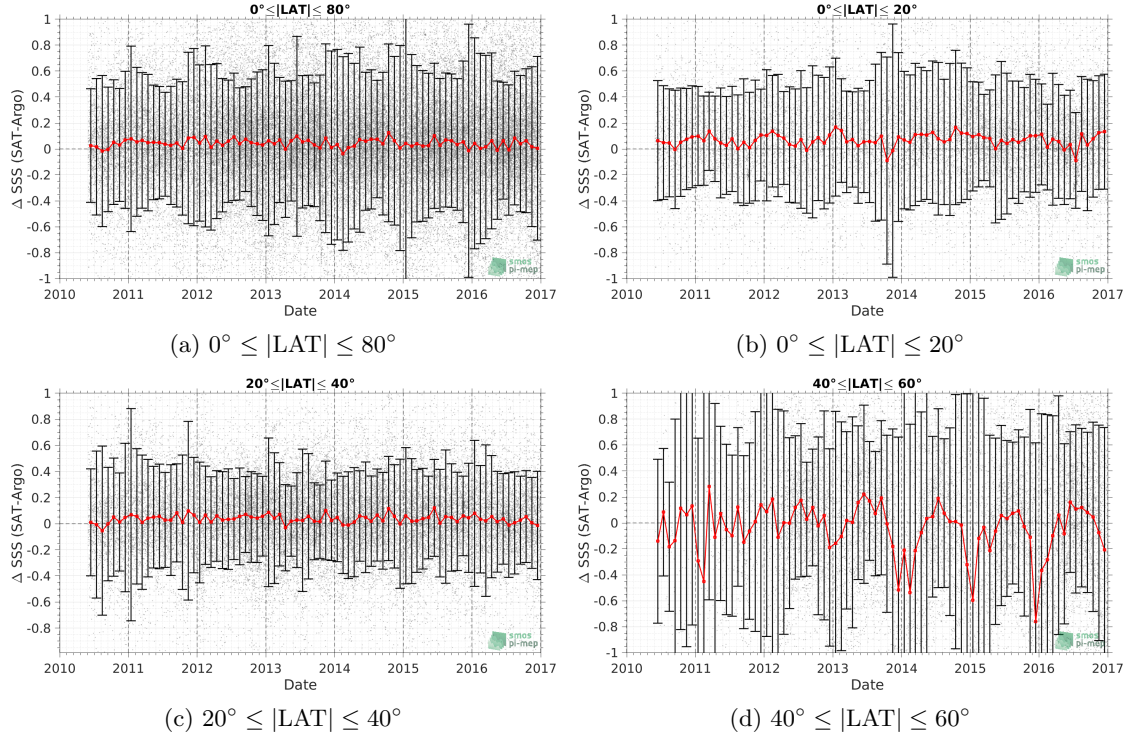 0°≤|LAT|≤ 80°
1
0.8
0.6
0.4
0.2
0
-0.2
-0.4
-0.6
-0.8
-1
Δ SSS (SAT-Argo)
2010 2011 2012 2013 2014 2015 2016 2017
Date
smos
pi-mep
(a) 0° ≤ |LAT| ≤ 80°
0°≤|LAT|≤ 20°
1
0.8
0.6
0.4
0.2
0
-0.2
-0.4
-0.6
-0.8
-1
Δ SSS (SAT-Argo)
2010 2011 2012 2013 2014 2015 2016 2017
Date
smos
pi-mep
(b) 0° ≤ |LAT| ≤ 20°
20°≤|LAT|≤ 40°
1
0.8
0.6
0.4
0.2
0
-0.2
-0.4
-0.6
-0.8
Δ SSS (SAT-Argo)
2010 2011 2012 2013 2014 2015 2016 2017
Date
smos
pi-mep
(c) 20° ≤ |LAT| ≤ 40°
40°≤|LAT|≤ 60°
1
0.8
0.6
0.4
0.2
0
-0.2
-0.4
-0.6
-0.8
-1
Δ SSS (SAT-Argo)
2010 2011 2012 2013 2014 2015 2016 2017
Date
smos
pi-mep
(d) 40° ≤ |LAT| ≤ 60°